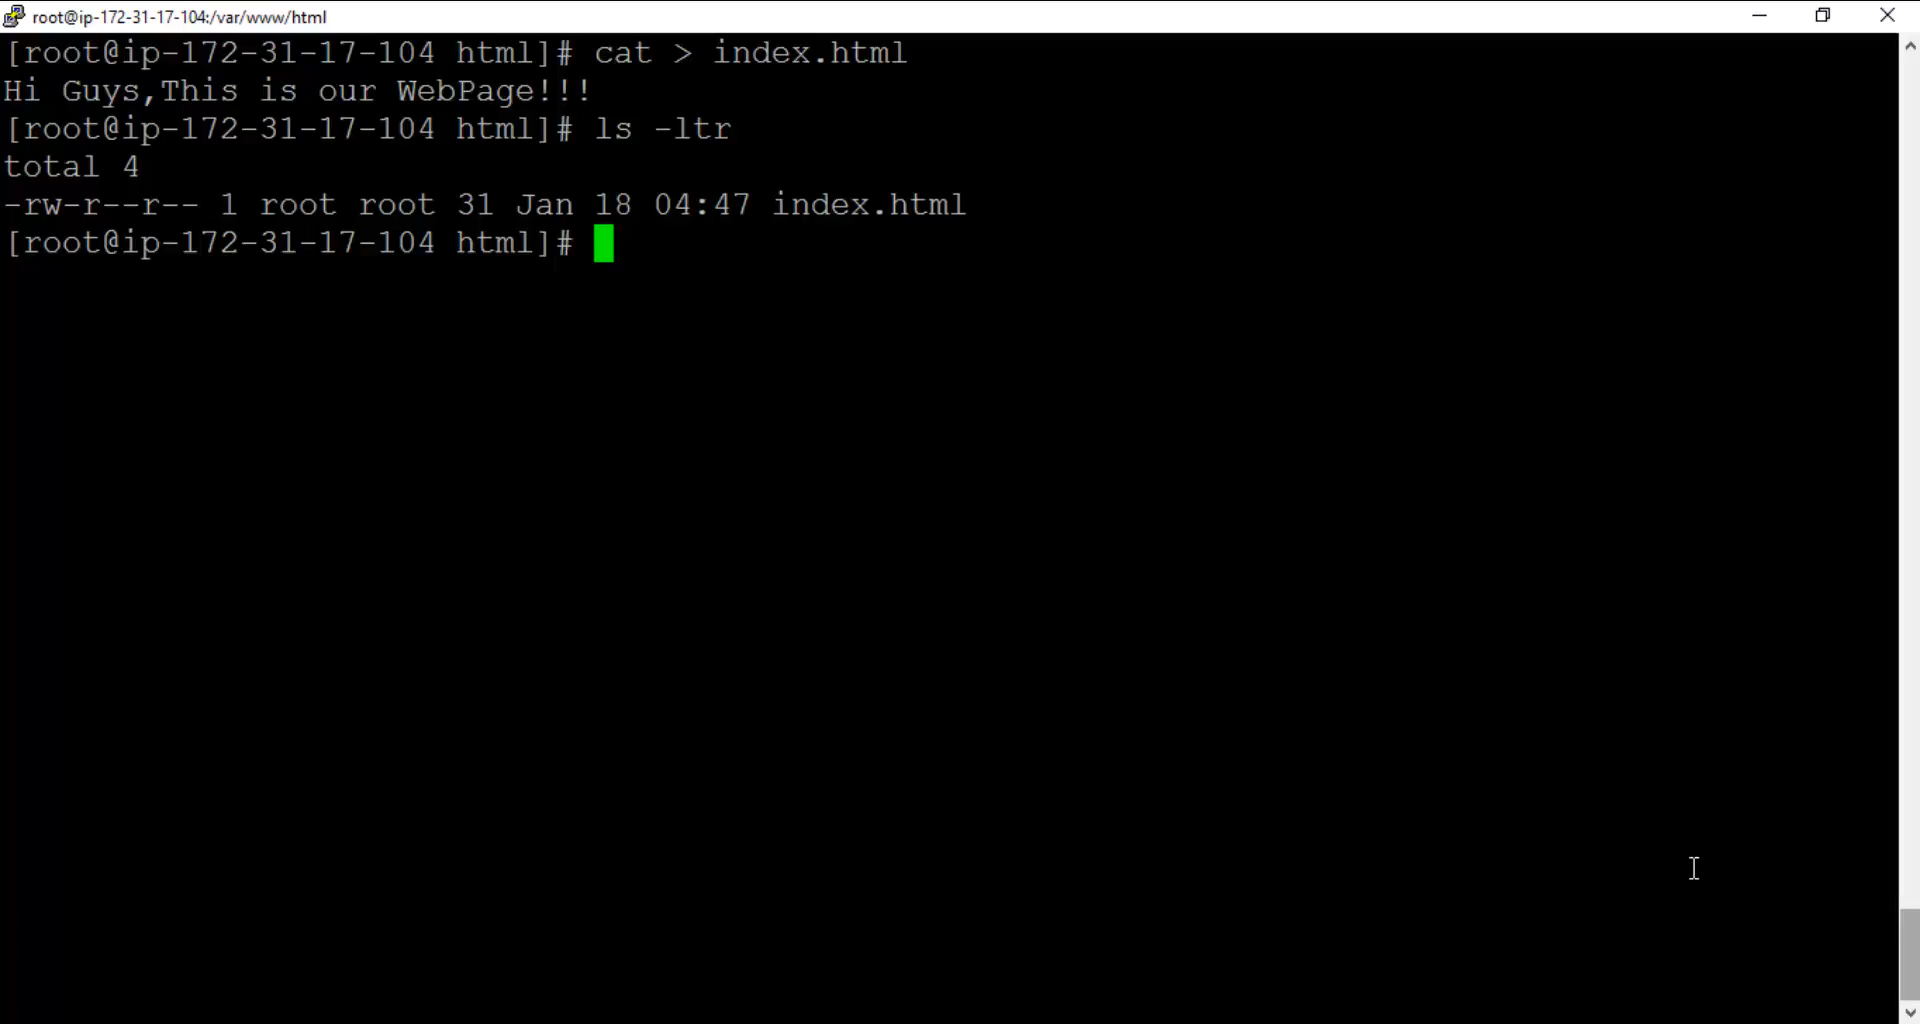 root@ip-172-31-17-104:/var/www/html
[root@ip-172-31-17-104 html]# cat > index.html
Hi Guys,This is our WebPage!!!
[root@ip-172-31-17-104 html]# ls -ltr
total 4
-rw-r--r-- 1 root root 31 Jan 18 04:47 index.html
[root@ip-172-31-17-104 html]#